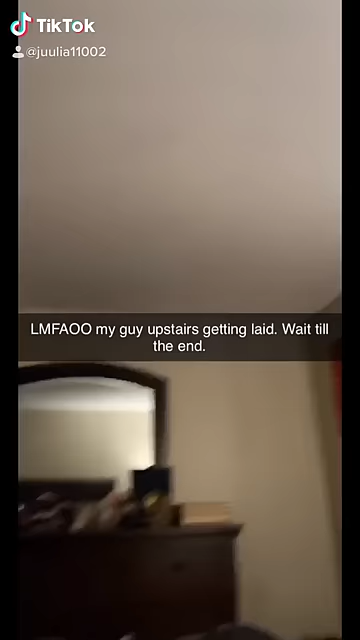 TikTok
@juulia11002
LMFAOO my guy upstairs getting laid. Wait till
the end.